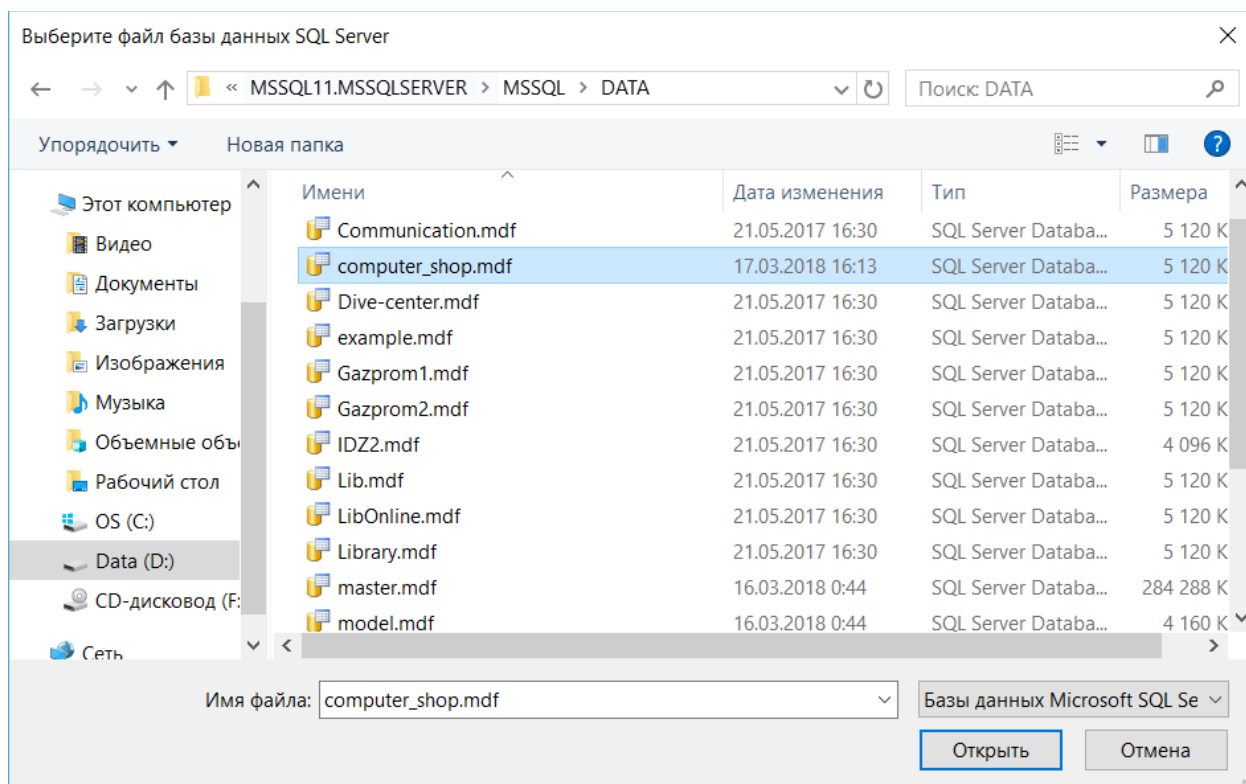 Выберите файл базы данных SQL Server
« MSSQL11.MSSQLSERVER > MSSQL > DATA
Поиск: DATA
Упорядочить
Новая папка
?
Этот компьютер
Видео
Документы
Загрузки
Изображения
Музыка
Объемные объ
Рабочий стол
OS (C:)
Data (D:)
CD-дисковод (F:
Сеть
Имени Дата изменения Тип Размера
Communication.mdf 21.05.2017 16:30 SQL Server Databa... 5 120 K
computer_shop.mdf 17.03.2018 16:13 SQL Server Databa... 5 120 K
Dive-center.mdf 21.05.2017 16:30 SQL Server Databa... 5 120 K
example.mdf 21.05.2017 16:30 SQL Server Databa... 5 120 K
Gazprom1.mdf 21.05.2017 16:30 SQL Server Databa... 5 120 K
Gazprom2.mdf 21.05.2017 16:30 SQL Server Databa... 5 120 K
IDZ2.mdf 21.05.2017 16:30 SQL Server Databa... 4 096 K
Lib.mdf 21.05.2017 16:30 SQL Server Databa... 5 120 K
LibOnline.mdf 21.05.2017 16:30 SQL Server Databa... 5 120 K
Library.mdf 21.05.2017 16:30 SQL Server Databa... 5 120 K
master.mdf 16.03.2018 0:44 SQL Server Databa... 284 288 K
model.mdf 16.03.2018 0:44 SQL Server Databa... 4 160 K
Имя файла: computer_shop.mdf
Базы данных Microsoft SQL Se
Открыть
Отмена